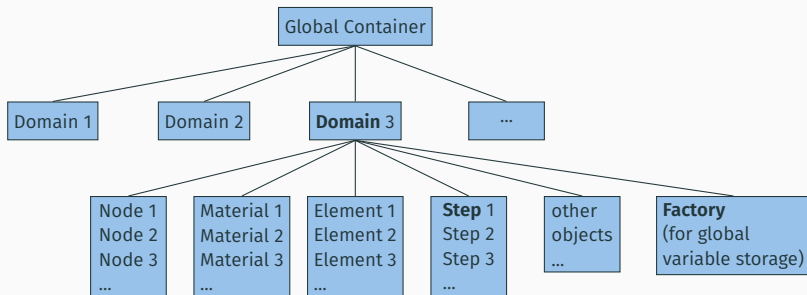 Global Container
Domain 1
Domain 2
Domain 3
...
Node 1
Node 2
Node 3
...
Material 1
Material 2
Material 3
...
Element 1
Element 2
Element 3
...
Step 1
Step 2
Step 3
...
other
objects
...
Factory
(for global
variable storage)